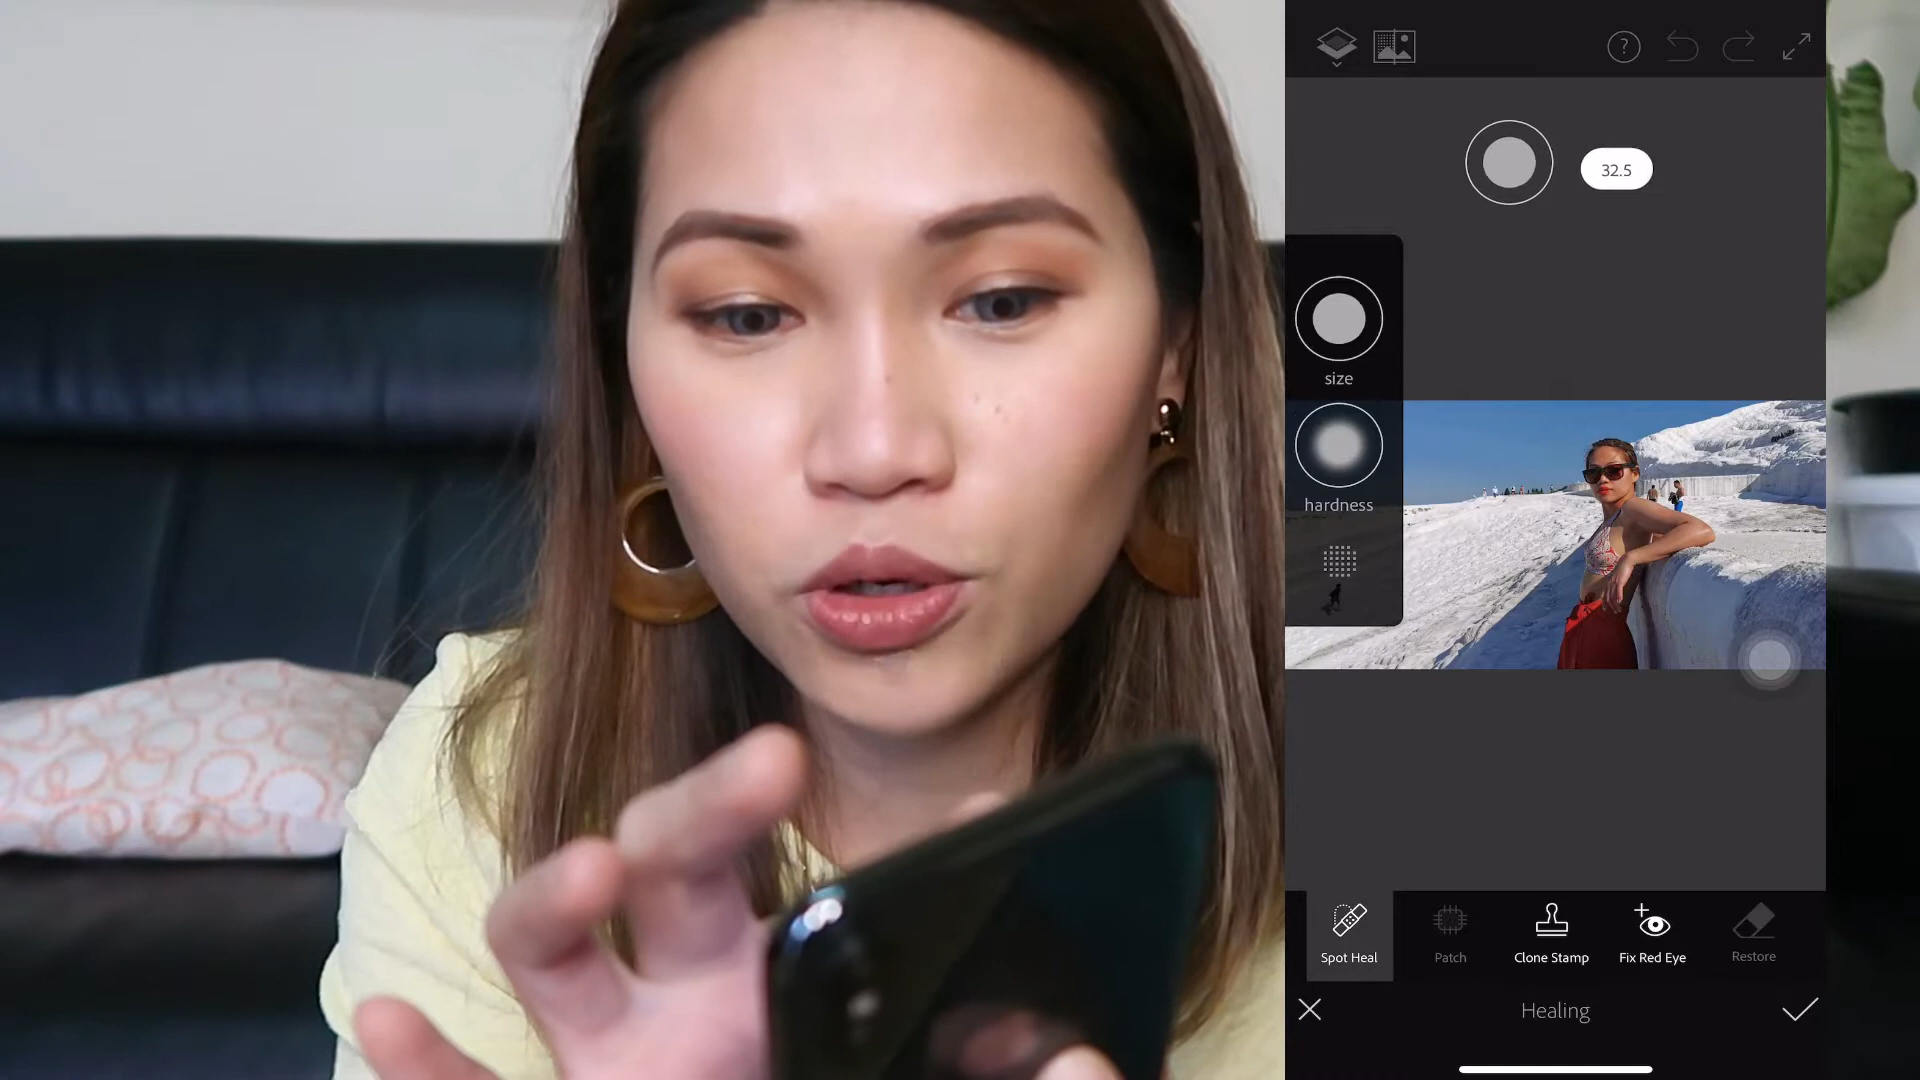 ?
32.5
size
hardness
Spot Heal
Patch
Clone Stamp
Fix Red Eye
Restore
Healing